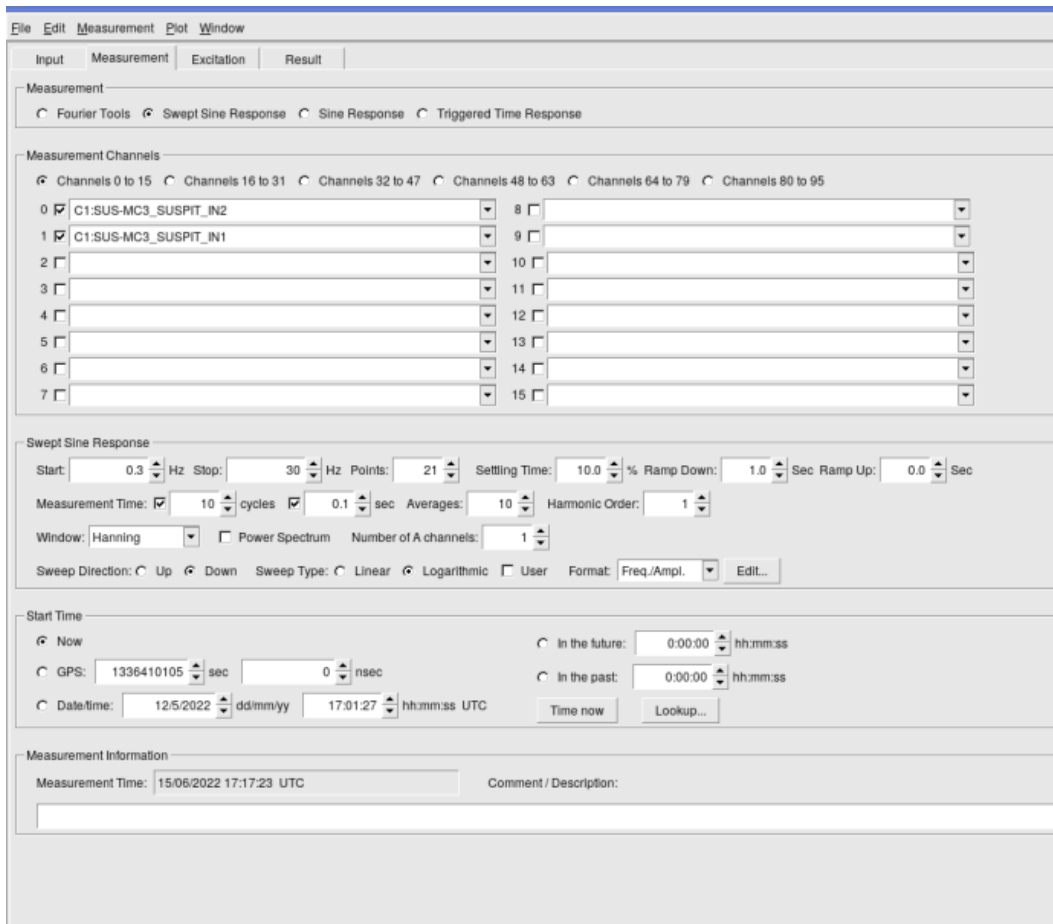 File Edit Measurement Plot Window
Input Measurement Excitation Result
Measurement
Fourier Tools Swept Sine Response Sine Response Triggered Time Response
Measurement Channels
Channels 0 to 15 Channels 16 to 31 Channels 32 to 47 Channels 48 to 63 Channels 64 to 79 Channels 80 to 95
0 C1:SUS-MC3_SUSPIT_IN2 8
1 C1:SUS-MC3_SUSPIT_IN1 9
2 10
3 11
4 12
5 13
6 14
7 15
Swept Sine Response
Start: 0.3 Hz Stop: 30 Hz Points: 21 Settling Time: 10.0 % Ramp Down: 1.0 Sec Ramp Up: 0.0 Sec
Measurement Time: 10 cycles 0.1 sec Averages: 10 Harmonic Order: 1
Window: Hanning Power Spectrum Number of A channels: 1
Sweep Direction: Up Down Sweep Type: Linear Logarithmic User Format: Freq./Ampl. Edit...
Start Time
Now In the future: 0:00:00 hh:mm:ss
GPS: 1336410105 sec 0 nsec In the past: 0:00:00 hh:mm:ss
Date/time: 12/5/2022 dd/mm/yy 17:01:27 hh:mm:ss UTC Time now Lookup...
Measurement Information
Measurement Time: 15/06/2022 17:17:23 UTC Comment / Description: